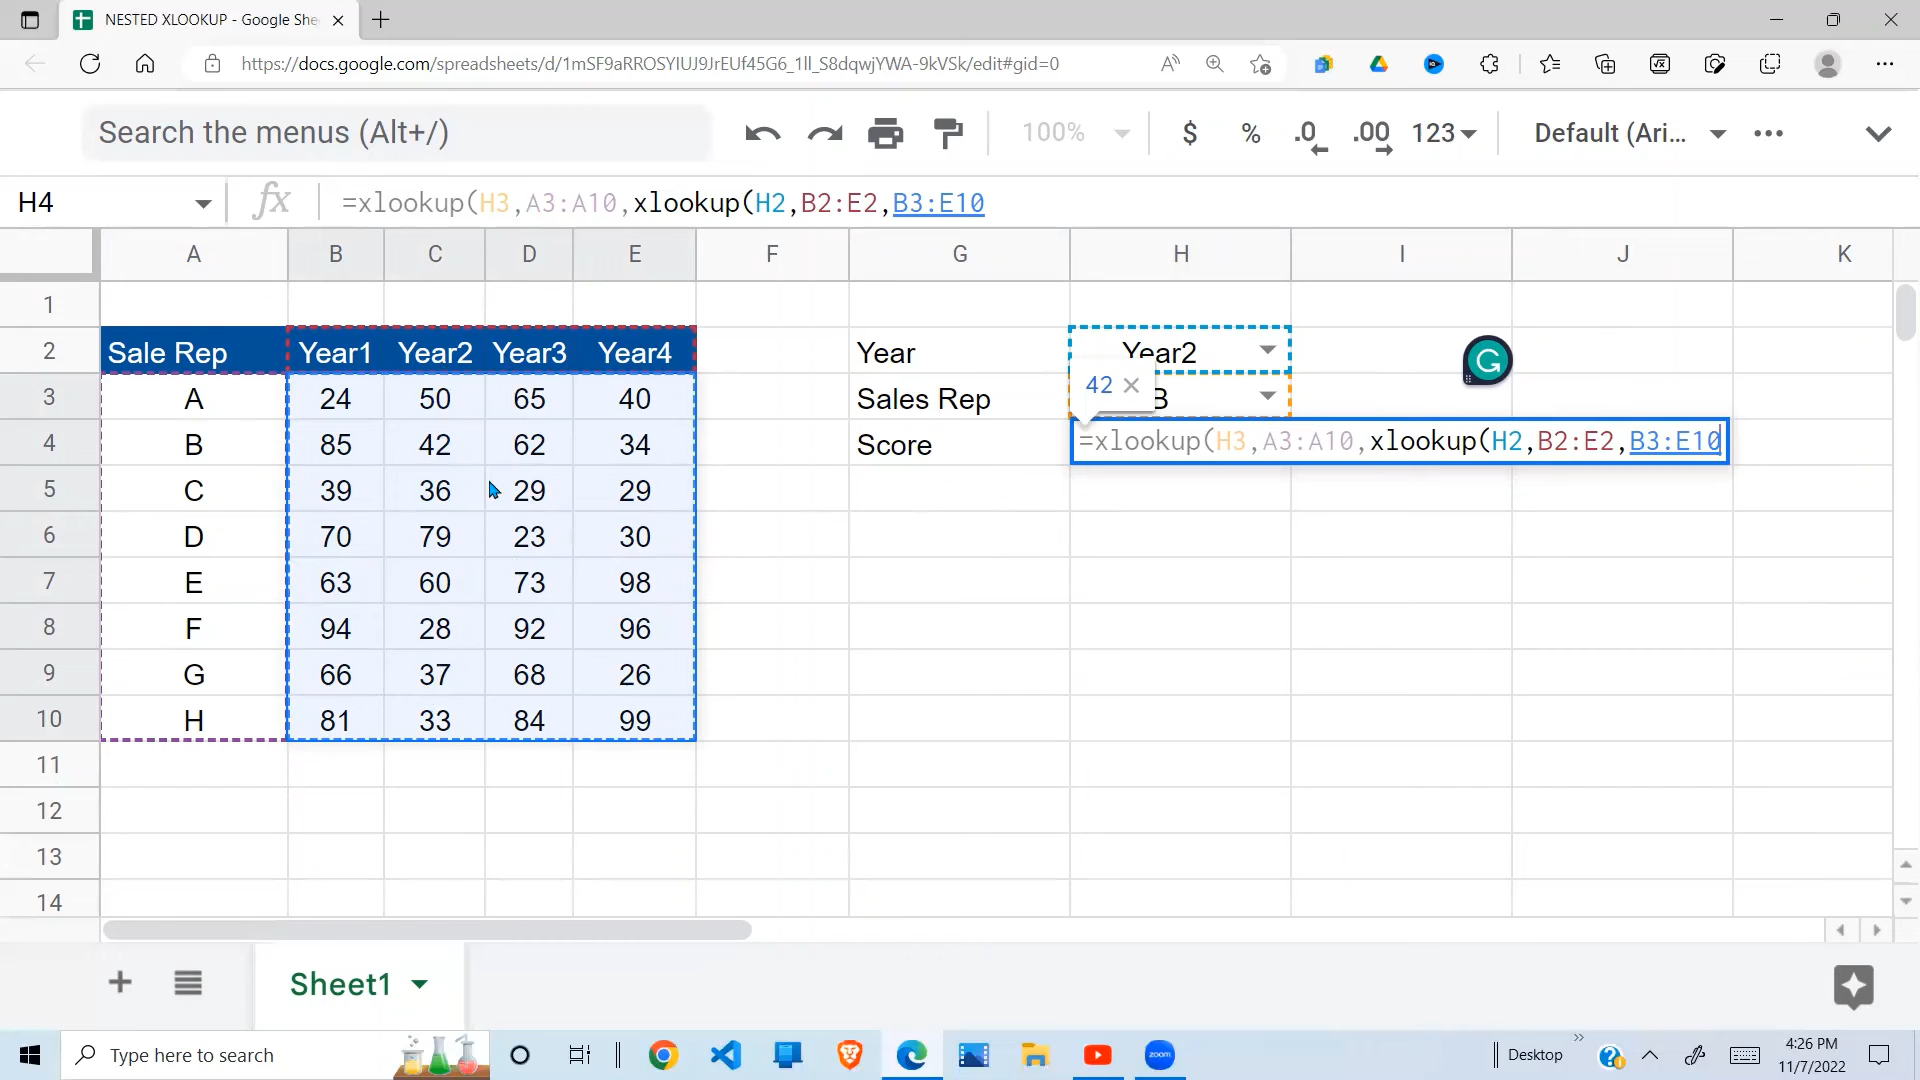 NESTED XLOOKUP - Google She
https://docs.google.com/spreadsheets/d/1mSF9aRROSYIUJ9JrEUf45G6_1ll_S8dqwjYWA-9kVSk/edit#gid=0
Search the menus (Alt+/)
100%
$ % .0 .00 123
Default (Ari...
H4
fx
=xlookup(H3,A3:A10,xlookup(H2,B2:E2,B3:E10
A B C D E F G H I J K
1
2 Sale Rep Year1 Year2 Year3 Year4 Year Year2
3 A 24 50 65 40 Sales Rep 42 × B
4 B 85 42 62 34 Score =xlookup(H3,A3:A10,xlookup(H2,B2:E2,B3:E10
5 C 39 36 29 29
6 D 70 79 23 30
7 E 63 60 73 98
8 F 94 28 92 96
9 G 66 37 68 26
10 H 81 33 84 99
11
12
13
14
Sheet1
Type here to search
zoom
Desktop
4:26 PM
11/7/2022